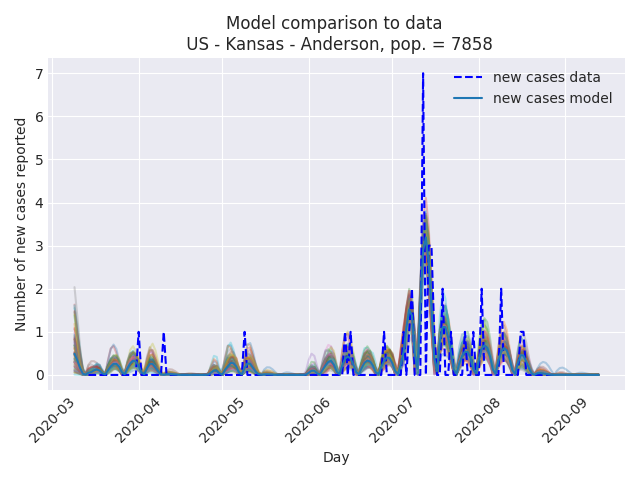 Model comparison to data
US - Kansas - Anderson, pop. = 7858
new cases data
new cases model
Number of new cases reported
7
6
5
4
3
2
1
0
2020-03
2020-04
2020-05
2020-06
2020-07
2020-08
2020-09
Day